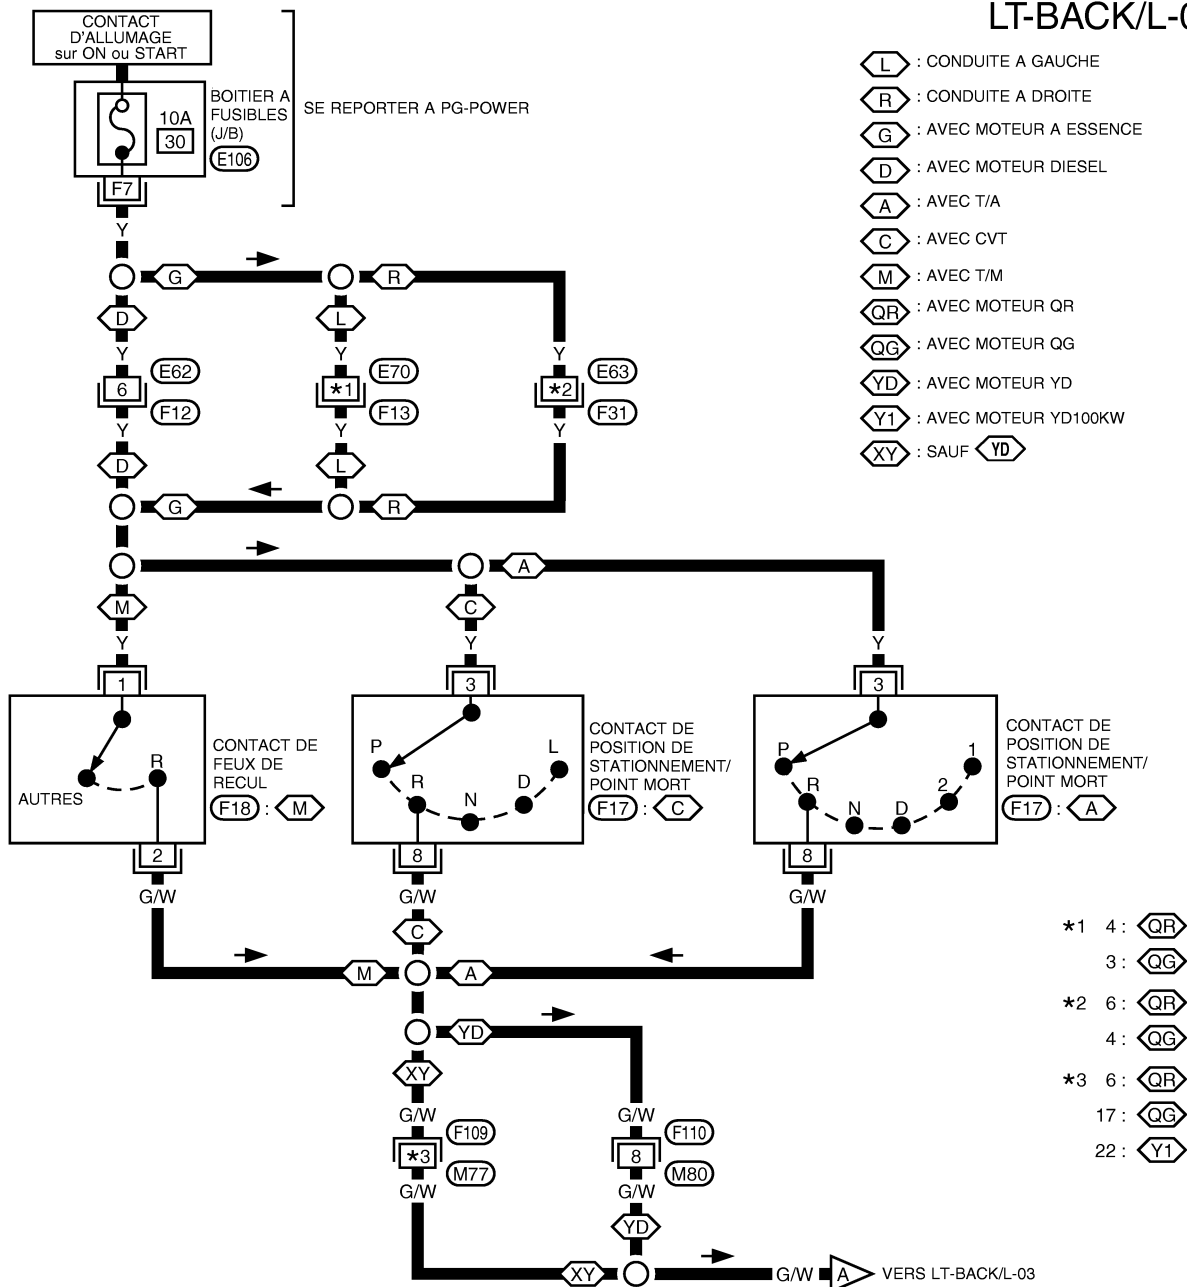 LT-BACK/L-0
CONTACT
D'ALLUMAGE
sur ON ou START
BOITIER A
FUSIBLES
(J/B)
E106
10A
30
SE REPORTER A PG-POWER
F7
Y
L : CONDUITE A GAUCHE
R : CONDUITE A DROITE
G : AVEC MOTEUR A ESSENCE
D : AVEC MOTEUR DIESEL
A : AVEC T/A
C : AVEC CVT
M : AVEC T/M
QR : AVEC MOTEUR QR
QG : AVEC MOTEUR QG
YD : AVEC MOTEUR YD
Y1 : AVEC MOTEUR YD100KW
XY : SAUF YD
G R
D L
Y Y Y
6 E62 F12
*1 E70 F13
*2 E63 F31
Y Y Y
D L
G R
A
M C
Y Y Y
1 3 3
AUTRES R
CONTACT DE
FEUX DE
RECUL
F18 : M
P R N D L
CONTACT DE
POSITION DE
STATIONNEMENT/
POINT MORT
F17 : C
P R N D 2 1
CONTACT DE
POSITION DE
STATIONNEMENT/
POINT MORT
F17 : A
2 8 8
G/W G/W G/W
C
M A
YD
XY
G/W G/W
*3 F109 M77
8 F110 M80
G/W G/W
YD
XY G/W A VERS LT-BACK/L-03
*1 4 : QR
3 : QG
*2 6 : QR
4 : QG
*3 6 : QR
17 : QG
22 : Y1